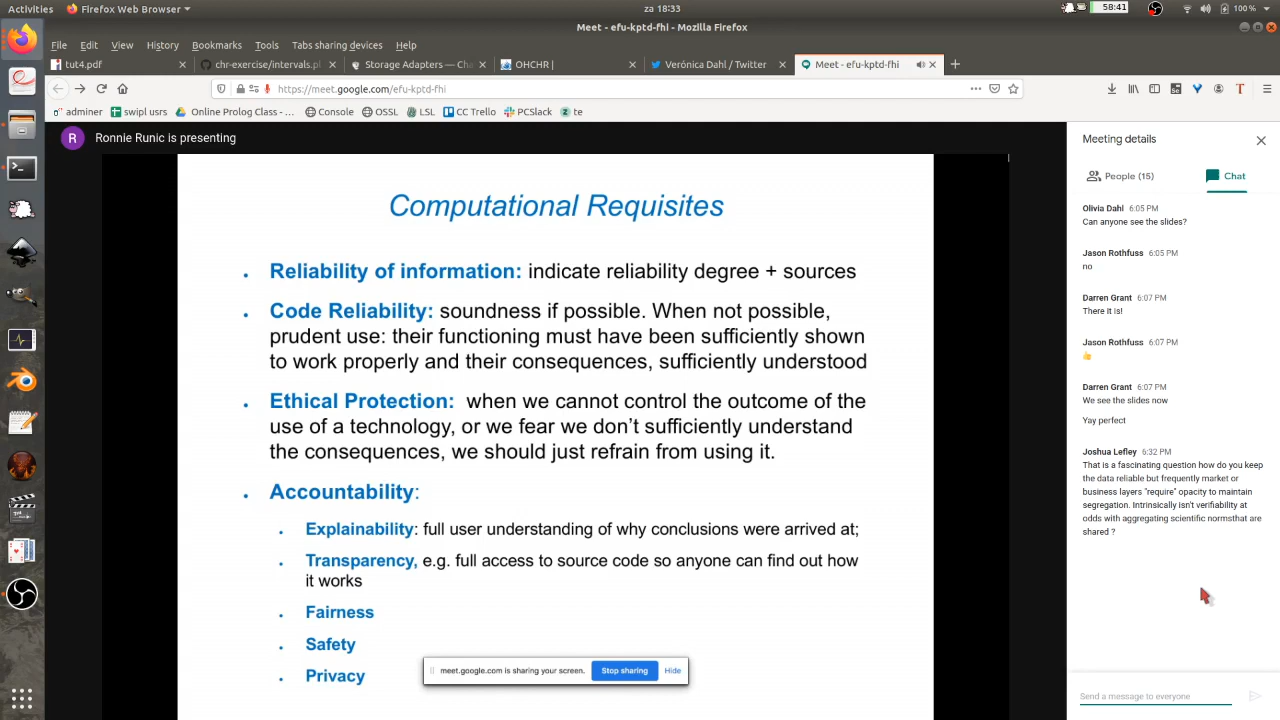 Activities
Firefox Web Browser
za 18:33
58:41
100 %
Meet - efu-kptd-fhi - Mozilla Firefox
File Edit View History Bookmarks Tools Tabs sharing devices Help
tut4.pdf
chr-exercise/intervals.pl
Storage Adapters — Cha
OHCHR |
Verónica Dahl / Twitter
Meet - efu-kptd-fhi
https://meet.google.com/efu-kptd-fhi
adminer
swipl users
Online Prolog Class - ...
Console
OSSL
LSL
CC Trello
PCSlack
te
R
Ronnie Runic is presenting
Computational Requisites
Reliability of information: indicate reliability degree + sources
Code Reliability: soundness if possible. When not possible,
prudent use: their functioning must have been sufficiently shown
to work properly and their consequences, sufficiently understood
Ethical Protection: when we cannot control the outcome of the
use of a technology, or we fear we don't sufficiently understand
the consequences, we should just refrain from using it.
Accountability:
Explainability: full user understanding of why conclusions were arrived at;
Transparency, e.g. full access to source code so anyone can find out how
it works
Fairness
Safety
Privacy
meet.google.com is sharing your screen.
Stop sharing
Hide
Meeting details
People (15)
Chat
Olivia Dahl 6:05 PM
Can anyone see the slides?
Jason Rothfuss 6:05 PM
no
Darren Grant 6:07 PM
There it is!
Jason Rothfuss 6:07 PM
👍
Darren Grant 6:07 PM
We see the slides now
Yay perfect
Joshua Lefley 6:32 PM
That is a fascinating question how do you keep
the data reliable but frequently market or
business layers "require" opacity to maintain
segregation. Intrinsically isn't verifiability at
odds with aggregating scientific normsthat are
shared ?
Send a message to everyone